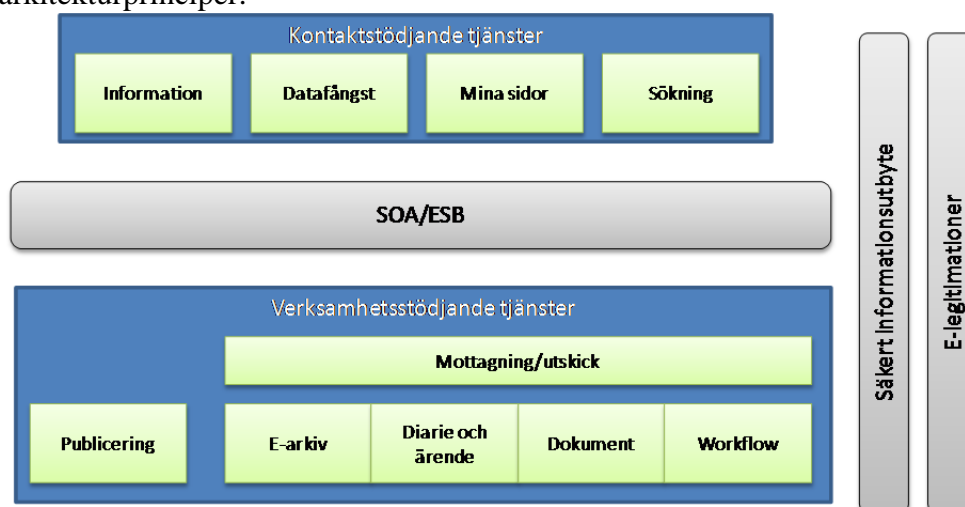 arkitekturprinciper.
Kontaktstödjande tjänster
Information
Datafångst
Mina sidor
Sökning
SOA/ESB
Verksamhetsstödjande tjänster
Mottagning/utskick
Publicering
E-arkiv
Diarie och
ärende
Dokument
Workflow
Säkert Informationsutbyte
E-legitimationer